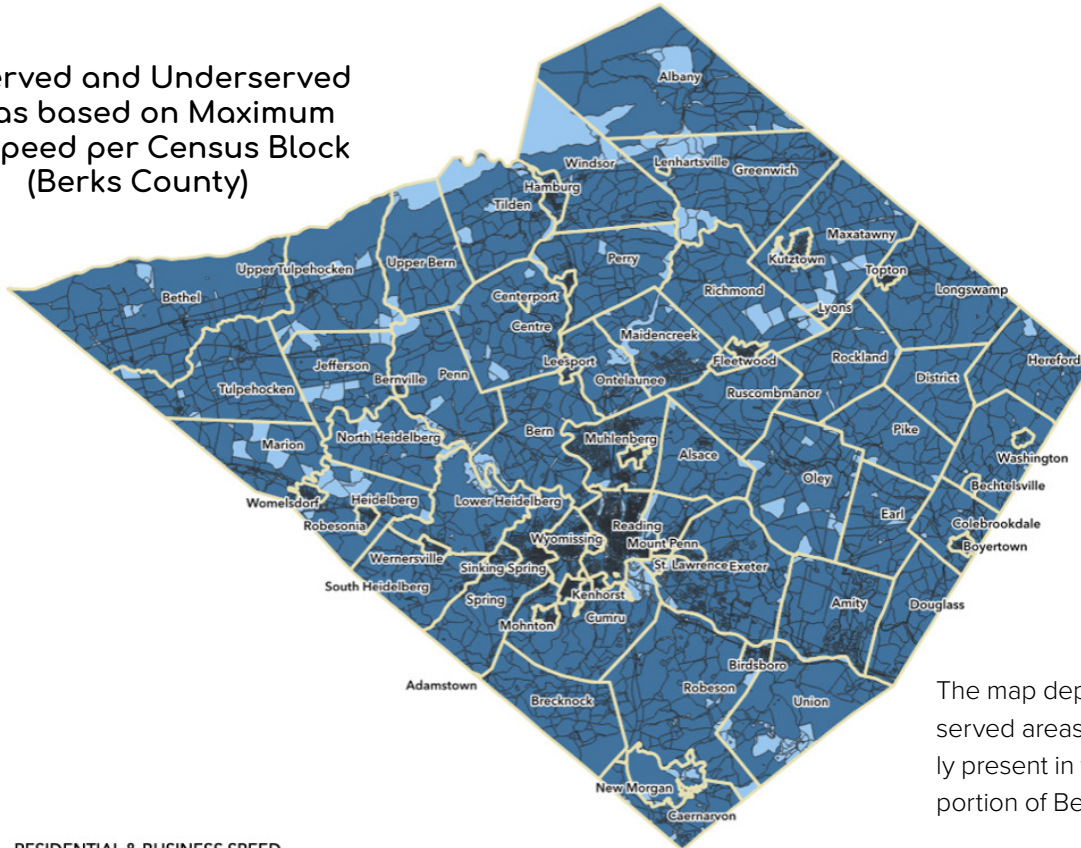 erved and Underserved
as based on Maximum
peed per Census Block
(Berks County)
Albany
Windsor
Lenhartsville
Greenwich
Hamburg
Tilden
Maxatawny
Kutztown
Perry
Upper Bern
Upper Tulpehocken
Topton
Bethel
Centerport
Richmond
Longswamp
Lyons
Centre
Maidencreek
Leesport
Fleetwood
Rockland
Hereford
Jefferson
Bernville
Penn
Ontelaunee
District
Tulpehocken
Ruscombmanor
Bern
Muhlenberg
Pike
Marion
North Heidelberg
Alsace
Washington
Oley
Bechtelsville
Womelsdorf
Heidelberg
Lower Heidelberg
Earl
Robesonia
Reading
Colebrookdale
Wyomissing
Mount Penn
Boyertown
Wernersville
Sinking Spring
St. Lawrence
Exeter
South Heidelberg
Kenhorst
Spring
Amity
Douglass
Mohnton
Cumru
Birdsboro
Adamstown
Robeson
Brecknock
Union
New Morgan
Caernarvon
The map dep
served areas
ly present in
portion of Be
RESIDENTIAL & BUSINESS SPEED